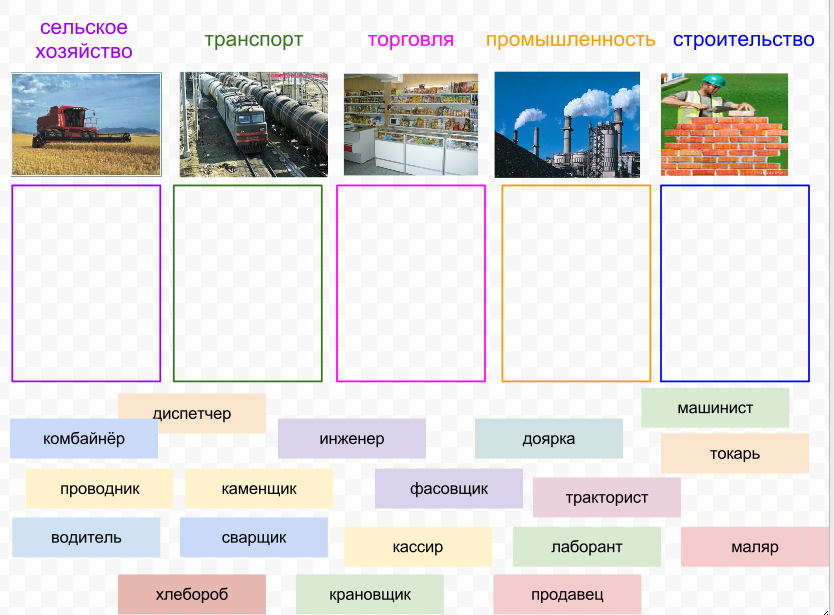 сельское
хозяйство
транспорт
торговля
промышленность
строительство
диспетчер
машинист
комбайнёр
инженер
доярка
токарь
проводник
каменщик
фасовщик
тракторист
водитель
сварщик
кассир
лаборант
маляр
хлебороб
крановщик
продавец